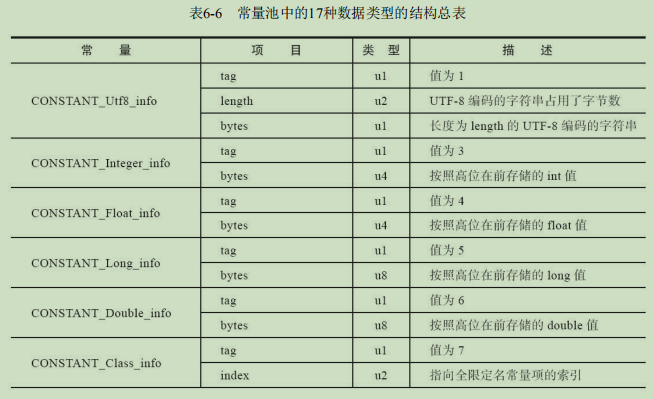 表6-6 常量池中的17种数据类型的结构总表
常 量 项 目 类 型 描 述
CONSTANT_Utf8_info tag u1 值为 1
length u2 UTF-8 编码的字符串占用了字节数
bytes u1 长度为 length 的 UTF-8 编码的字符串
CONSTANT_Integer_info tag u1 值为 3
bytes u4 按照高位在前存储的 int 值
CONSTANT_Float_info tag u1 值为 4
bytes u4 按照高位在前存储的 float 值
CONSTANT_Long_info tag u1 值为 5
bytes u8 按照高位在前存储的 long 值
CONSTANT_Double_info tag u1 值为 6
bytes u8 按照高位在前存储的 double 值
CONSTANT_Class_info tag u1 值为 7
index u2 指向全限定名常量项的索引